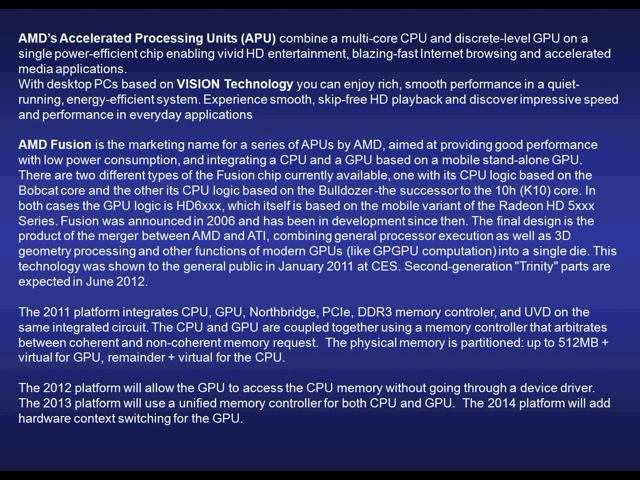 AMD's Accelerated Processing Units (APU) combine a multi-core CPU and discrete-level GPU on a
single power-efficient chip enabling vivid HD entertainment, blazing-fast Internet browsing and accelerated
media applications.
With desktop PCs based on VISION Technology you can enjoy rich, smooth performance in a quiet-
running, energy-efficient system. Experience smooth, skip-free HD playback and discover impressive speed
and performance in everyday applications
AMD Fusion is the marketing name for a series of APUs by AMD, aimed at providing good performance
with low power consumption, and integrating a CPU and a GPU based on a mobile stand-alone GPU.
There are two different types of the Fusion chip currently available, one with its CPU logic based on the
Bobcat core and the other its CPU logic based on the Bulldozer -the successor to the 10h (K10) core. In
both cases the GPU logic is HD6xxx, which itself is based on the mobile variant of the Radeon HD 5xxx
Series. Fusion was announced in 2006 and has been in development since then. The final design is the
product of the merger between AMD and ATI, combining general processor execution as well as 3D
geometry processing and other functions of modern GPUs (like GPGPU computation) into a single die. This
technology was shown to the general public in January 2011 at CES. Second-generation "Trinity" parts are
expected in June 2012.
The 2011 platform integrates CPU, GPU, Northbridge, PCIe, DDR3 memory controler, and UVD on the
same integrated circuit. The CPU and GPU are coupled together using a memory controller that arbitrates
between coherent and non-coherent memory request.  The physical memory is partitioned: up to 512MB +
virtual for GPU, remainder + virtual for the CPU.
The 2012 platform will allow the GPU to access the CPU memory without going through a device driver.
The 2013 platform will use a unified memory controller for both CPU and GPU.  The 2014 platform will add
hardware context switching for the GPU.